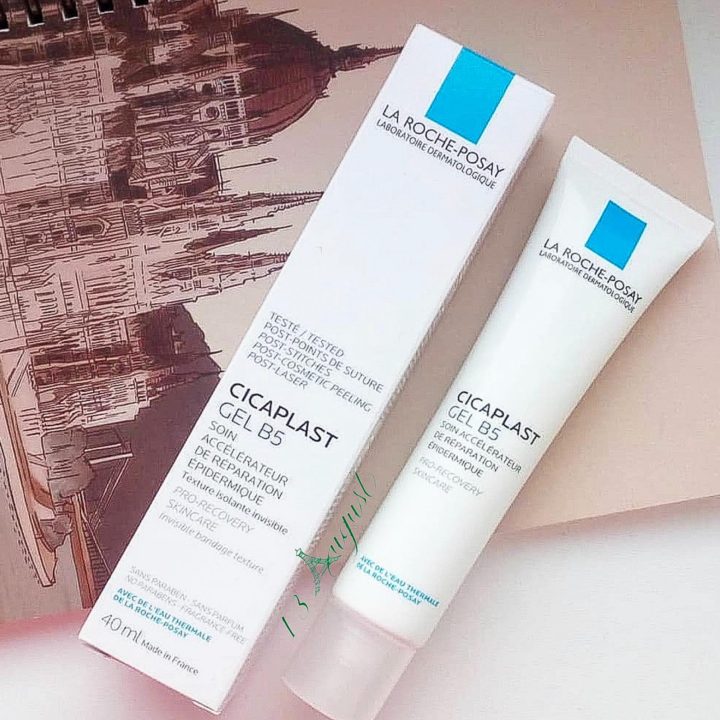 LA ROCHE-POSAY
LABORATOIRE DERMATOLOGIQUE
TESTÉ / TESTED
POST-POINTS DE SUTURE
POST-STITCHES
POST-COSMETIC PEELING
POST-LASER
CICAPLAST
GEL B5
SOIN
ACCÉLÉRATEUR
DE RÉPARATION
ÉPIDERMIQUE
Texture isolante invisible
PRO-RECOVERY
SKINCARE
Invisible bandage texture
SANS PARABEN - SANS PARFUM
NO PARABENS - FRAGRANCE-FREE
AVEC DE L'EAU THERMALE
DE LA ROCHE-POSAY
40 ml Made in France
LA ROCHE-POSAY
LABORATOIRE DERMATOLOGIQUE
CICAPLAST
GEL B5
SOIN ACCÉLÉRATEUR
DE RÉPARATION
ÉPIDERMIQUE
PRO-RECOVERY
SKINCARE
AVEC DE L'EAU THERMALE
DE LA ROCHE-POSAY
13 August